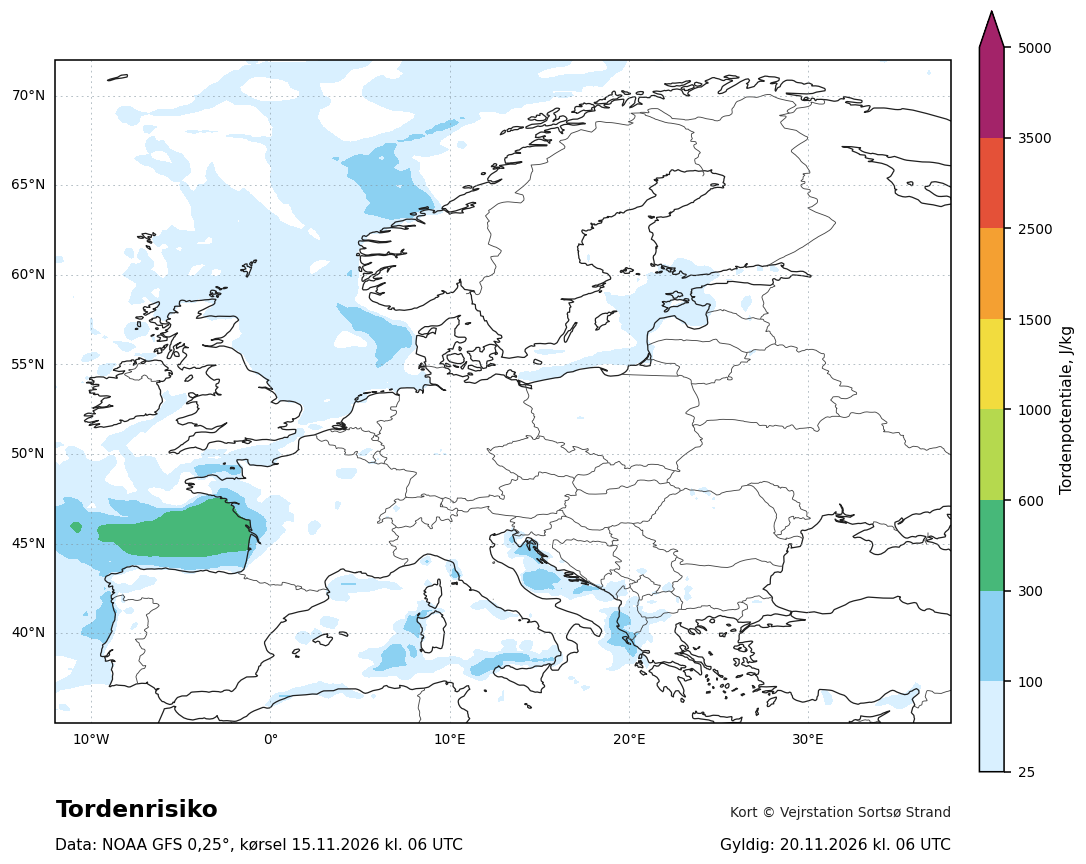 70°N
65°N
60°N
55°N
50°N
45°N
40°N
10°W
0°
10°E
20°E
30°E
5000
3500
2500
1500
1000
600
300
100
25
Tordenpotentiale, J/kg
Tordenrisiko
Kort © Vejrstation Sortsø Strand
Data: NOAA GFS 0,25°, kørsel 15.11.2026 kl. 06 UTC
Gyldig: 20.11.2026 kl. 06 UTC